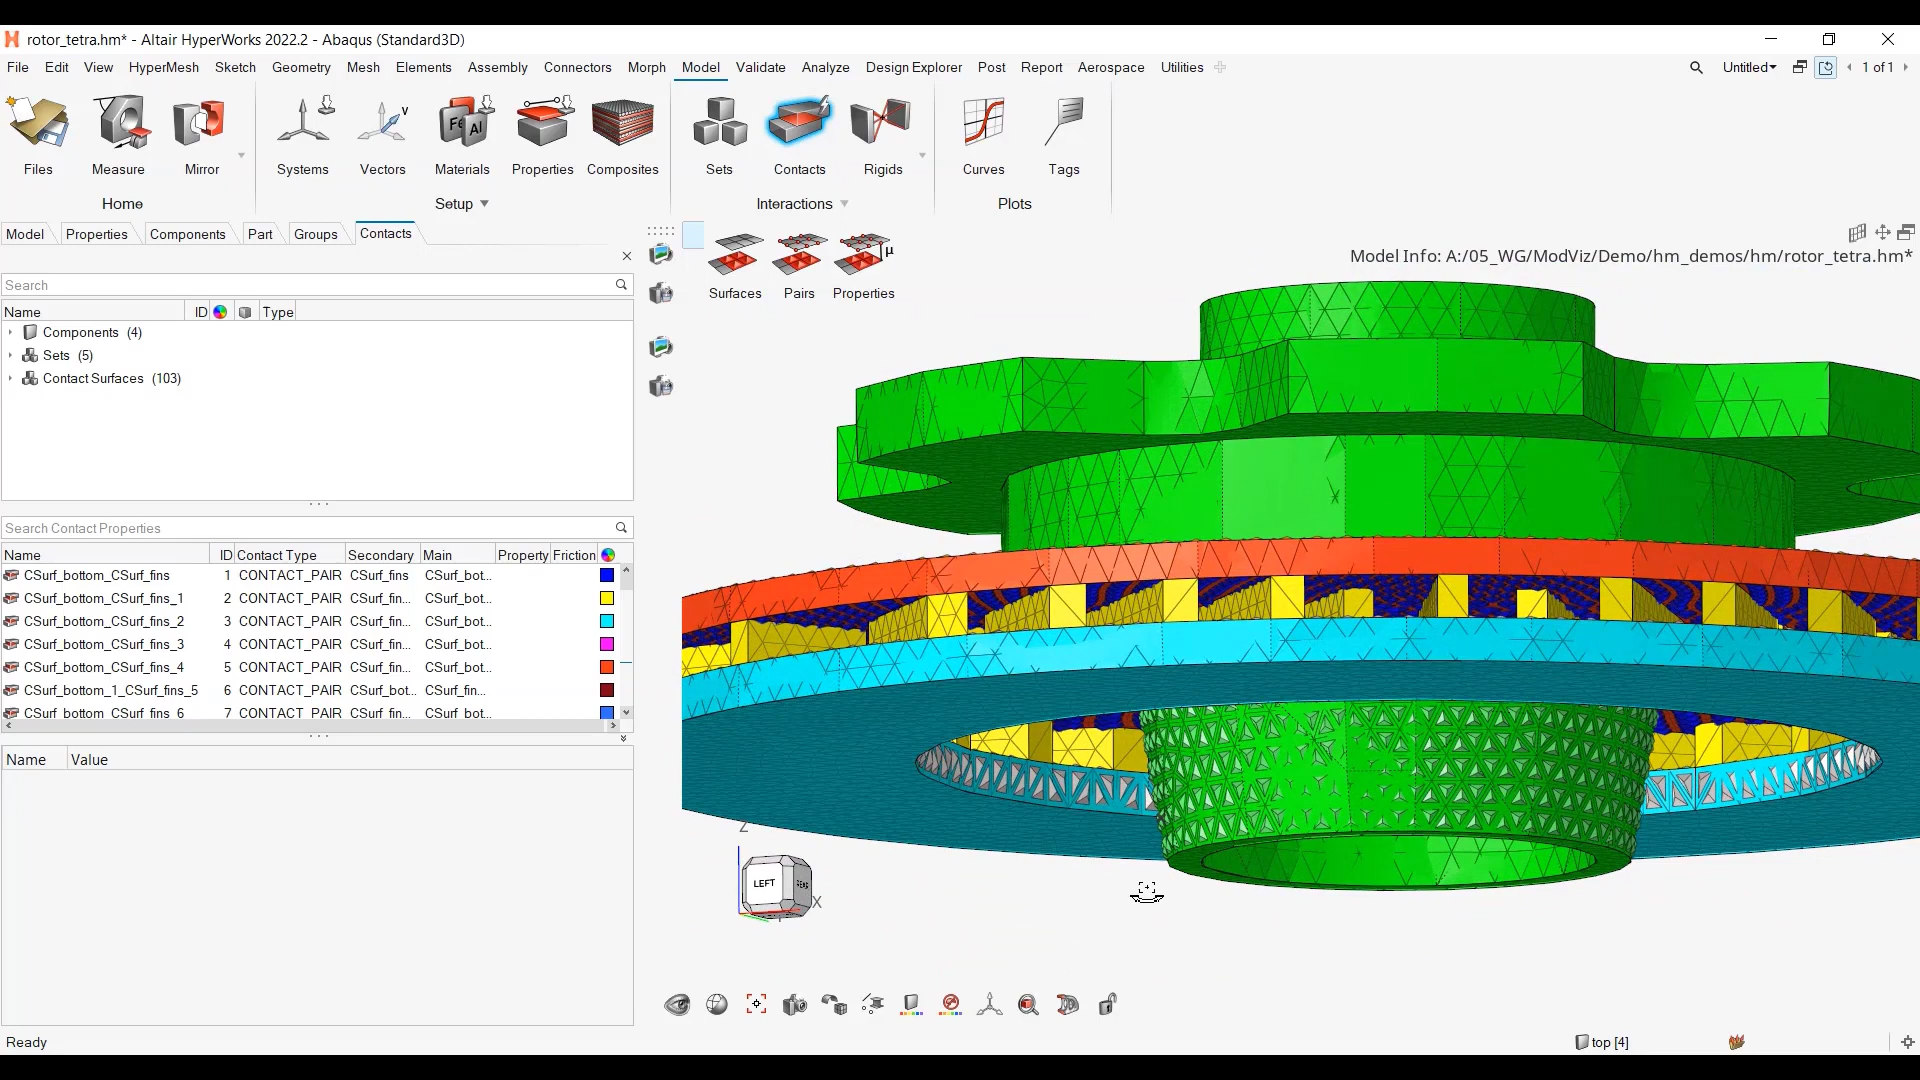 rotor_tetra.hm* - Altair HyperWorks 2022.2 - Abaqus (Standard3D)
File Edit View HyperMesh Sketch Geometry Mesh Elements Assembly Connectors Morph Model Validate Analyze Design Explorer Post Report Aerospace Utilities Untitled 1 of 1
Fe Al V
Files Measure Mirror Systems Vectors Materials Properties Composites Sets Contacts Rigids Curves Tags
Home Setup Interactions Plots
Model Properties Components Part Groups Contacts
μ
Surfaces Pairs Properties
Model Info: A:/05_WG/ModViz/Demo/hm_demos/hm/rotor_tetra.hm*
Search
Name ID Type
Components (4)
Sets (5)
Contact Surfaces (103)
Search Contact Properties
Name ID Contact Type Secondary Main Property Friction
CSurf_bottom_CSurf_fins 1 CONTACT_PAIR CSurf_fins CSurf_bot...
CSurf_bottom_CSurf_fins_1 2 CONTACT_PAIR CSurf_fin... CSurf_bot...
CSurf_bottom_CSurf_fins_2 3 CONTACT_PAIR CSurf_fin... CSurf_bot...
CSurf_bottom_CSurf_fins_3 4 CONTACT_PAIR CSurf_fin... CSurf_bot...
CSurf_bottom_CSurf_fins_4 5 CONTACT_PAIR CSurf_fin... CSurf_bot...
CSurf_bottom_1_CSurf_fins_5 6 CONTACT_PAIR CSurf_bot... CSurf_fin...
CSurf_bottom_CSurf_fins_6 7 CONTACT_PAIR CSurf_fin... CSurf_bot...
Name Value
Z
LEFT
X
Ready top [4]